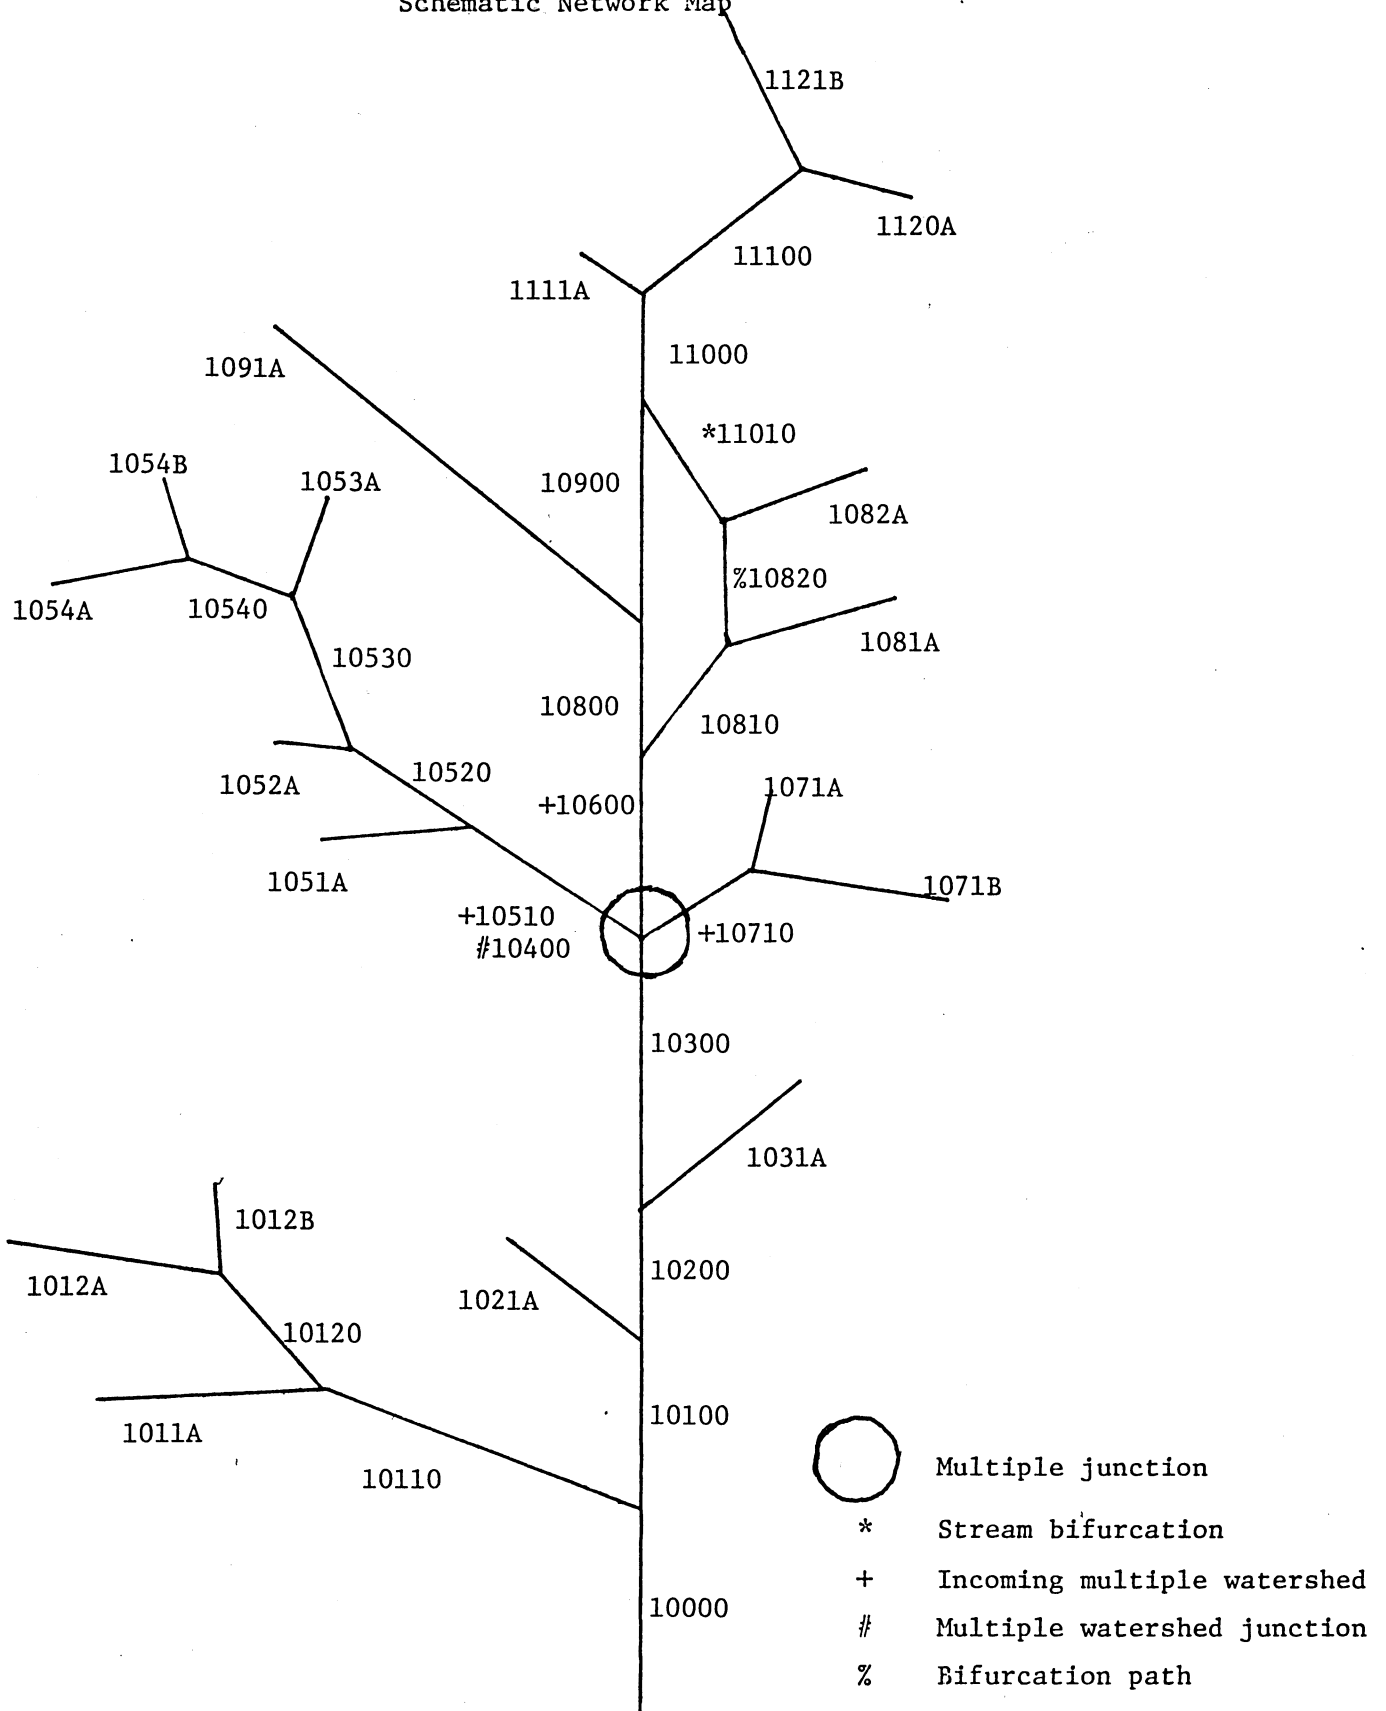 Schematic Network Map
1121B
1120A
11100
1111A
11000
1091A
*11010
1054B
1053A
10900
1082A
%10820
1054A
10540
1081A
10530
10800
10810
10520
1052A
1071A
+10600
1051A
1071B
+10510
+10710
#10400
10300
1031A
1012B
10200
1012A
1021A
10120
10100
1011A
Multiple junction
10110
* Stream bifurcation
+ Incoming multiple watershed
10000
# Multiple watershed junction
% Bifurcation path